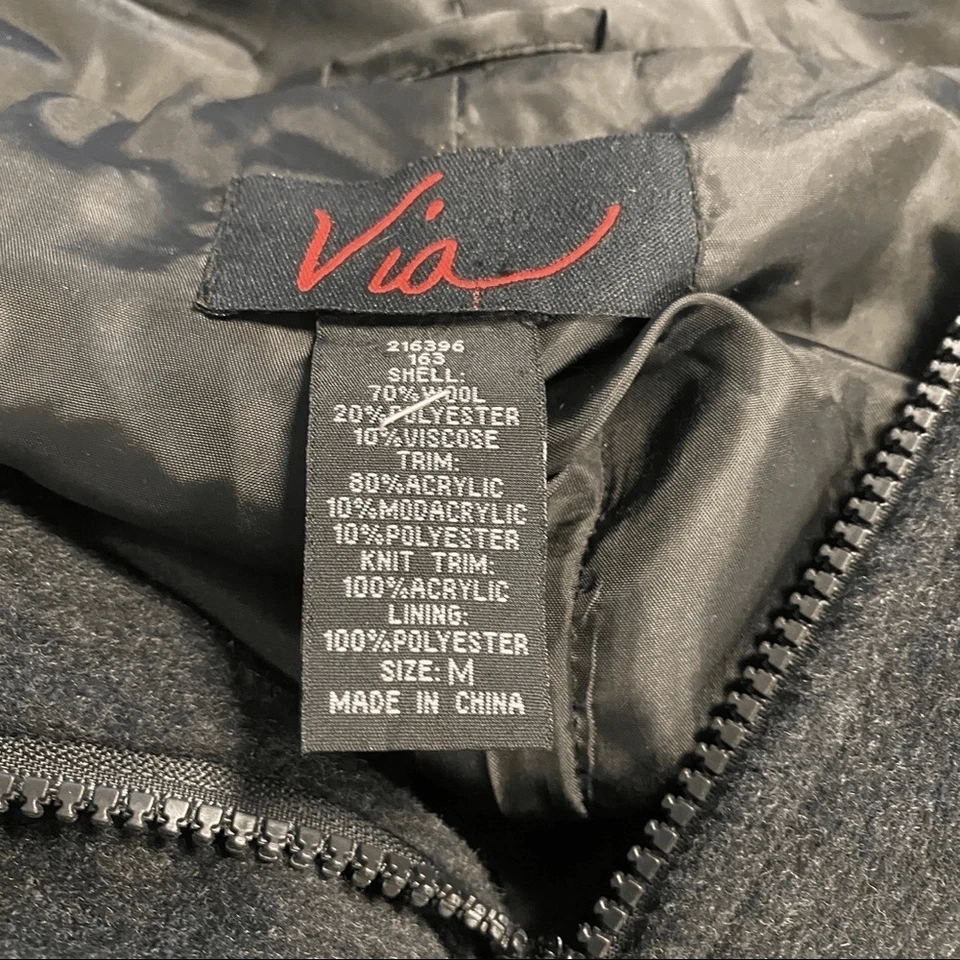 Via
216396
163
SHELL:
70%WOOL
20%POLYESTER
10%VISCOSE
TRIM:
80%ACRYLIC
10%MODACRYLIC
10%POLYESTER
KNIT TRIM:
100%ACRYLIC
LINING:
100%POLYESTER
SIZE: M
MADE IN CHINA